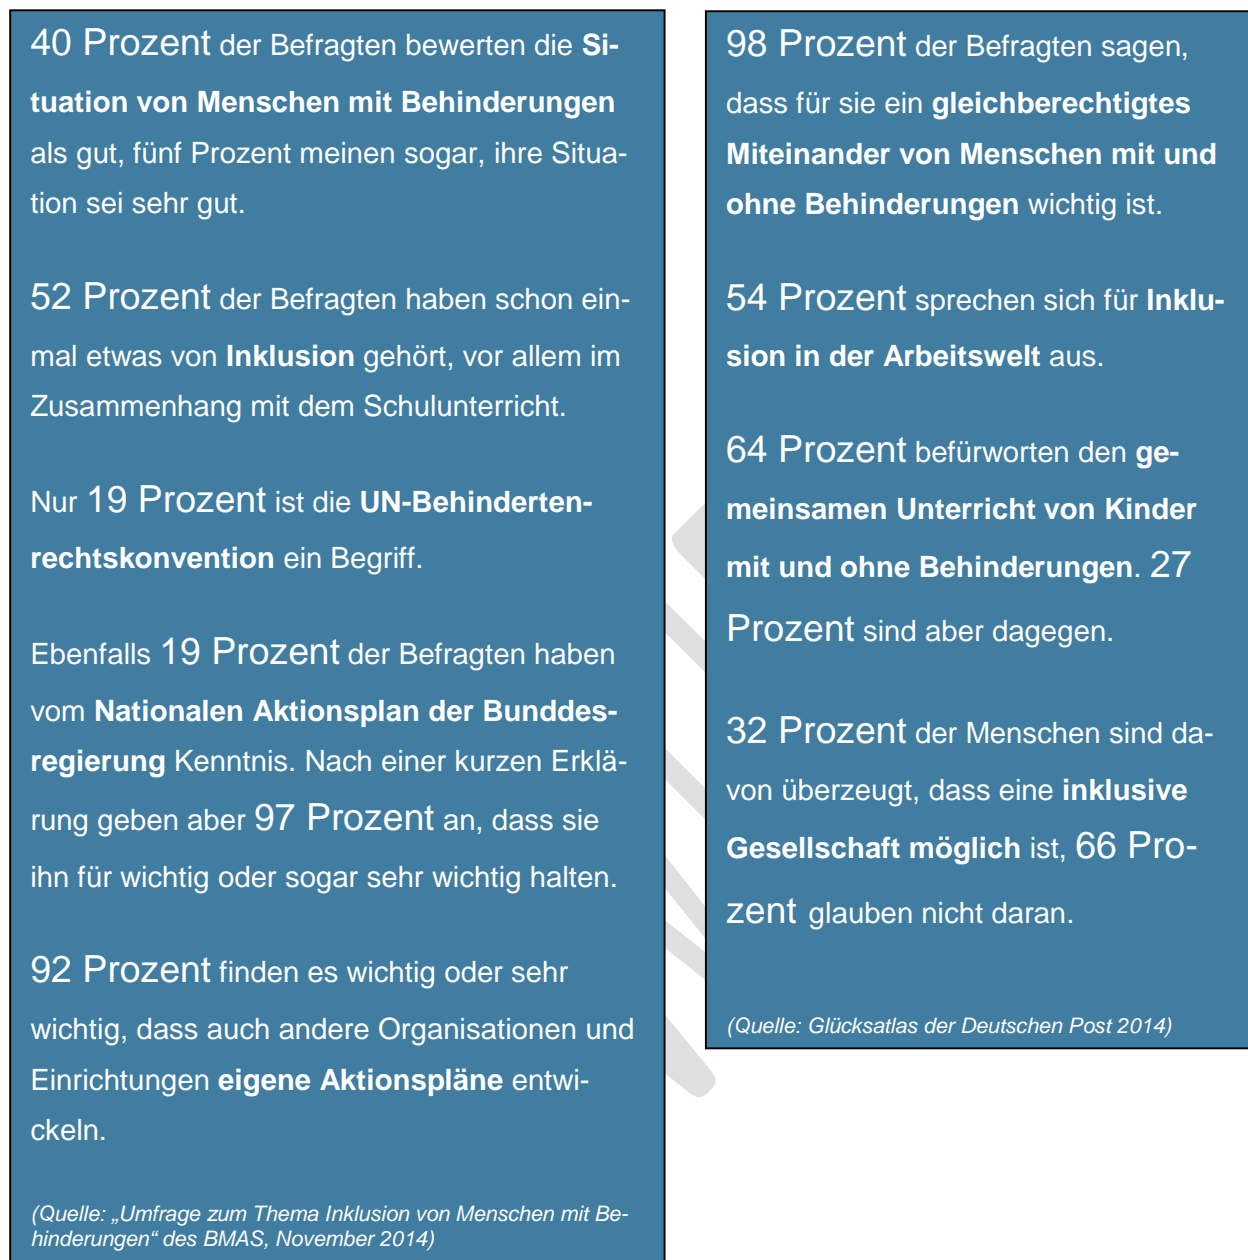 40 Prozent der Befragten bewerten die Si-
tuation von Menschen mit Behinderungen
als gut, fünf Prozent meinen sogar, ihre Situa-
tion sei sehr gut.
52 Prozent der Befragten haben schon ein-
mal etwas von Inklusion gehört, vor allem im
Zusammenhang mit dem Schulunterricht.
Nur 19 Prozent ist die UN-Behinderten-
rechtskonvention ein Begriff.
Ebenfalls 19 Prozent der Befragten haben
vom Nationalen Aktionsplan der Bunddes-
regierung Kenntnis. Nach einer kurzen Erklä-
rung geben aber 97 Prozent an, dass sie
ihn für wichtig oder sogar sehr wichtig halten.
92 Prozent finden es wichtig oder sehr
wichtig, dass auch andere Organisationen und
Einrichtungen eigene Aktionspläne entwi-
ckeln.
(Quelle: „Umfrage zum Thema Inklusion von Menschen mit Be-
hinderungen“ des BMAS, November 2014)
98 Prozent der Befragten sagen,
dass für sie ein gleichberechtigtes
Miteinander von Menschen mit und
ohne Behinderungen wichtig ist.
54 Prozent sprechen sich für Inklu-
sion in der Arbeitswelt aus.
64 Prozent befürworten den ge-
meinsamen Unterricht von Kinder
mit und ohne Behinderungen. 27
Prozent sind aber dagegen.
32 Prozent der Menschen sind da-
von überzeugt, dass eine inklusive
Gesellschaft möglich ist, 66 Pro-
zent glauben nicht daran.
(Quelle: Glücksatlas der Deutschen Post 2014)